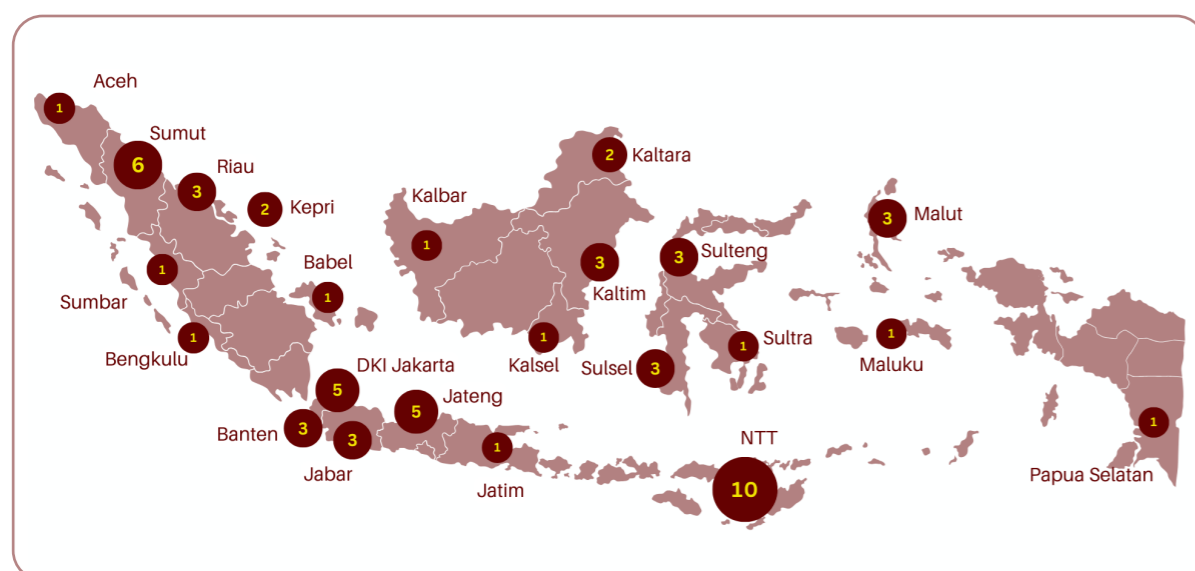 Aceh
1
Sumut
6
Riau
3
Kepri
2
Sumbar
1
Babel
1
Bengkulu
1
Kalbar
1
Kaltara
2
Kaltim
3
Kalsel
1
Sulteng
3
Sultra
1
Sulsel
3
Malut
3
Maluku
1
DKI Jakarta
5
Banten
3
Jabar
3
Jateng
5
Jatim
1
NTT
10
Papua Selatan
1